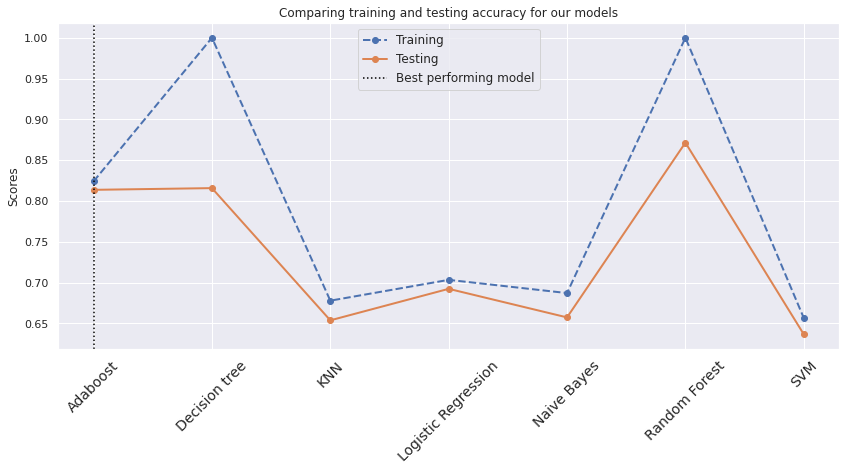 Comparing training and testing accuracy for our models
Training
Testing
Best performing model
Scores
1.00
0.95
0.90
0.85
0.80
0.75
0.70
0.65
Adaboost
Decision tree
KNN
Logistic Regression
Naive Bayes
Random Forest
SVM